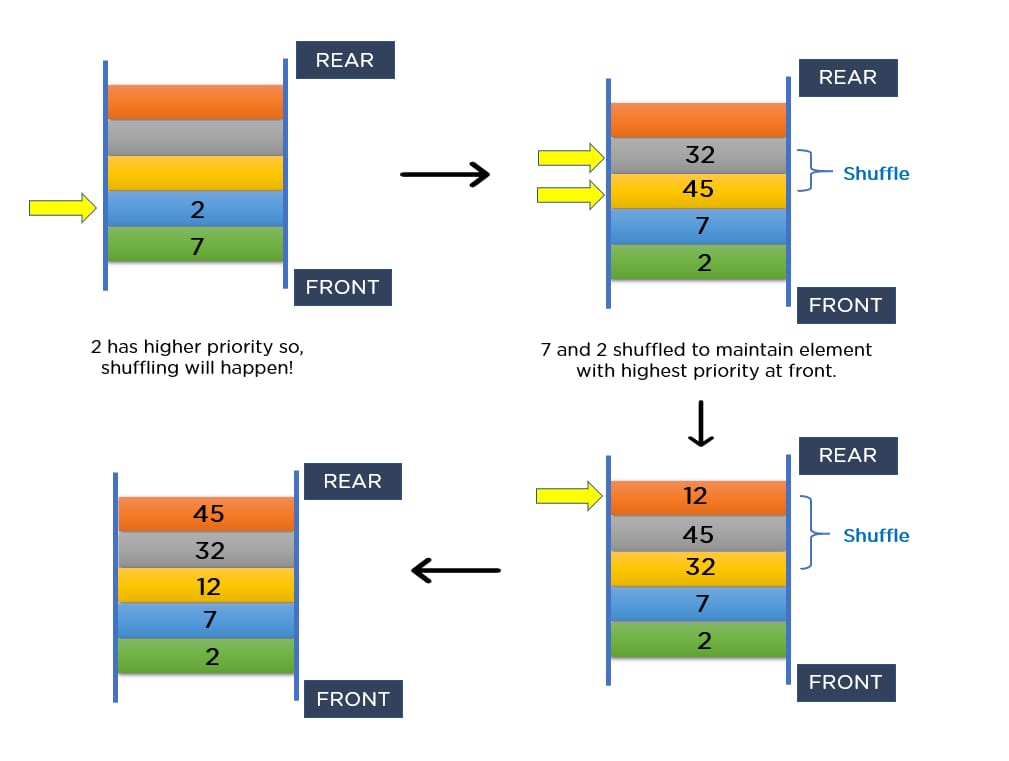 REAR
2
7
FRONT
2 has higher priority so,
shuffling will happen!
REAR
32
45
7
2
Shuffle
FRONT
7 and 2 shuffled to maintain element
with highest priority at front.
REAR
12
45
32
7
2
Shuffle
FRONT
REAR
45
32
12
7
2
FRONT